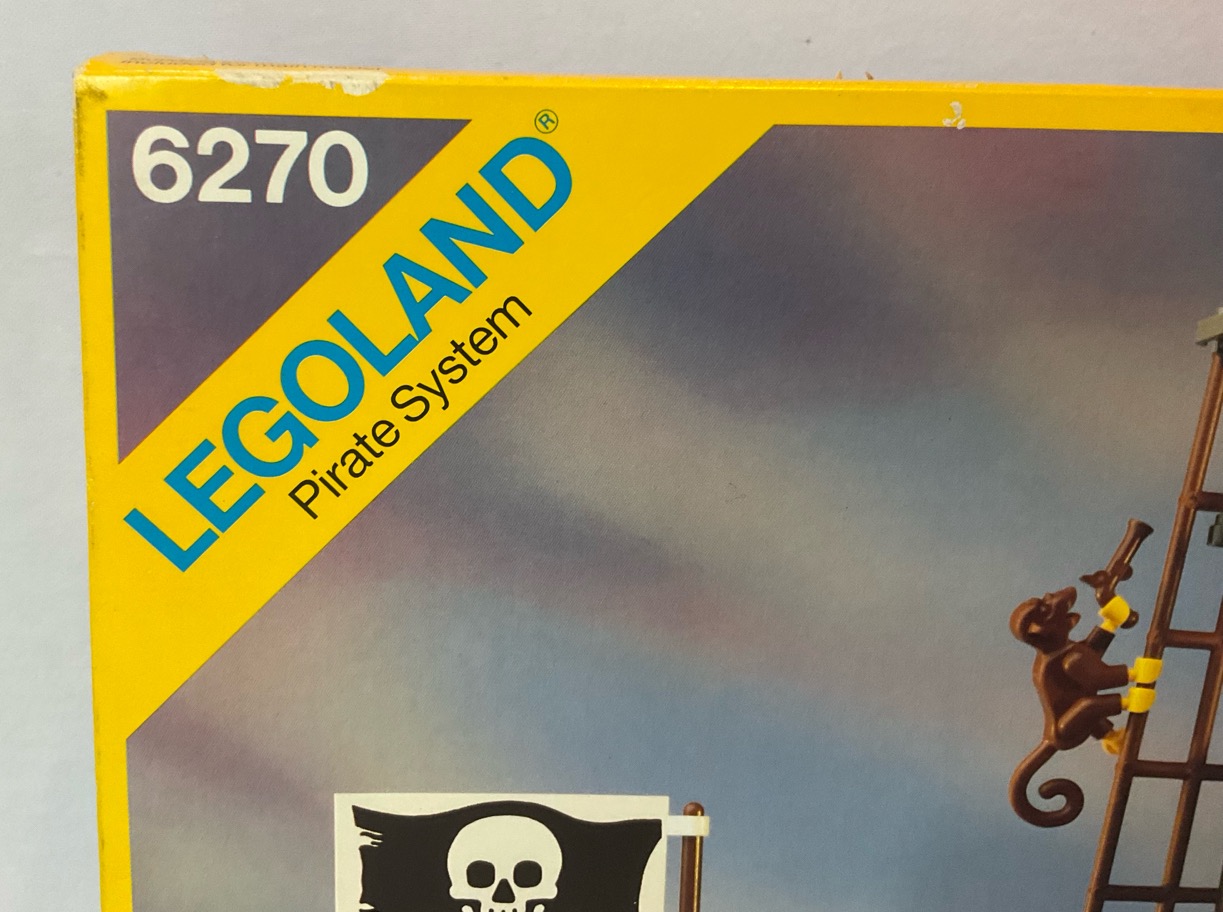 6270
LEGOLAND®
Pirate System